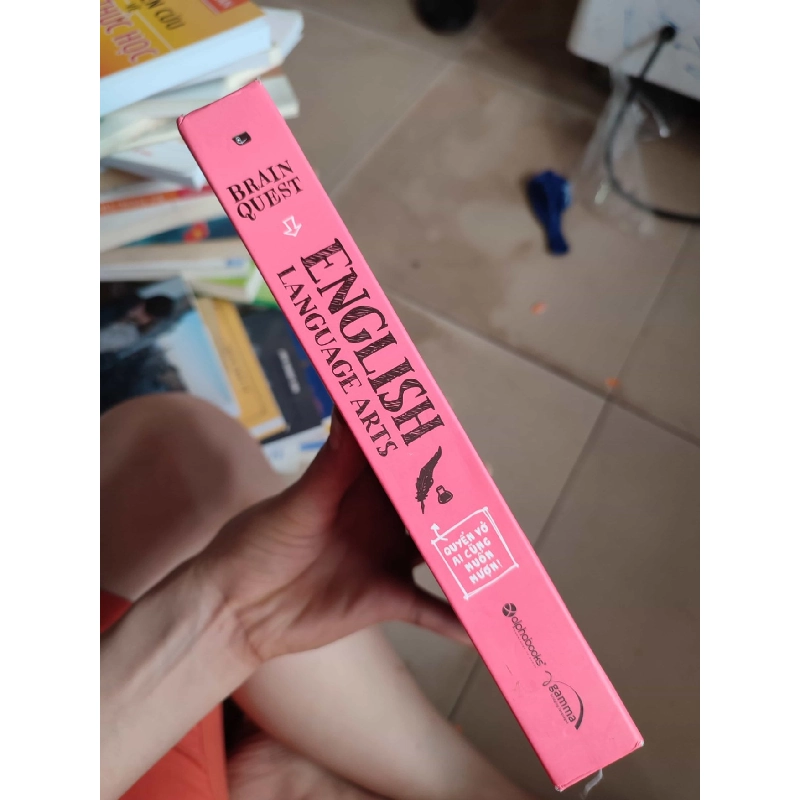 BRAIN
QUEST
ENGLISH
LANGUAGE ARTS
QUYỂN VỞ
AI CŨNG
MUỐN
MƯỢN!
alphabooks
gamma